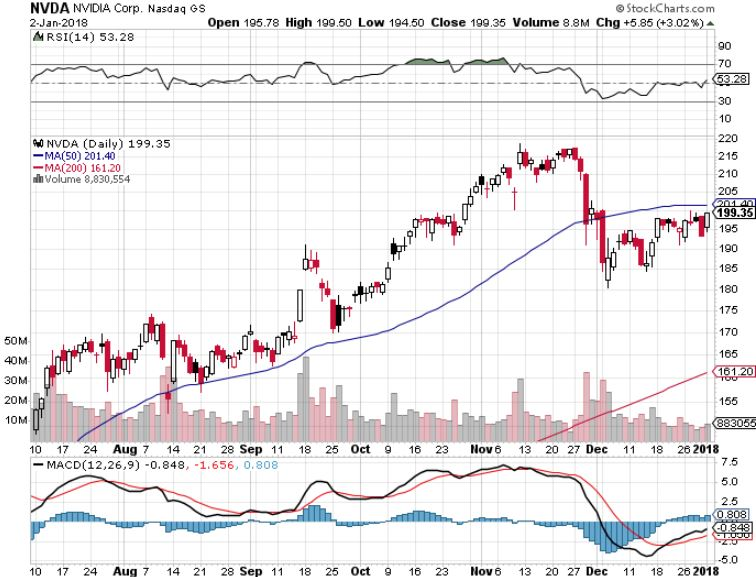 NVDA NVIDIA Corp. Nasdaq GS © StockCharts.com
2-Jan-2018 Open 195.78 High 199.50 Low 194.50 Close 199.35 Volume 8.8M Chg +5.85 (+3.02%)
RSI(14) 53.28
90
70
53.28
30
10
NVDA (Daily) 199.35
MA(50) 201.40
MA(200) 161.20
Volume 8,830,554
220
215
210
205
201.40
199.35
195
190
185
180
175
170
165
161.20
155
8830554
50M
40M
30M
20M
10M
10 17 24 Aug 7 14 21 28 Sep 11 18 25 Oct 9 16 23 Nov 6 13 20 27 Dec 11 18 26 2018
MACD(12,26,9) -0.848, -1.656, 0.808
7.5
5.0
2.5
0.808
-0.848
-2.5
-5.0
10 17 24 Aug 7 14 21 28 Sep 11 18 25 Oct 9 16 23 Nov 6 13 20 27 Dec 11 18 26 2018